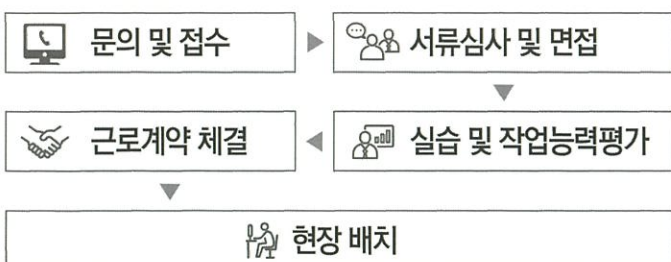 문의 및 접수
서류심사 및 면접
실습 및 작업능력평가
근로계약 체결
현장 배치